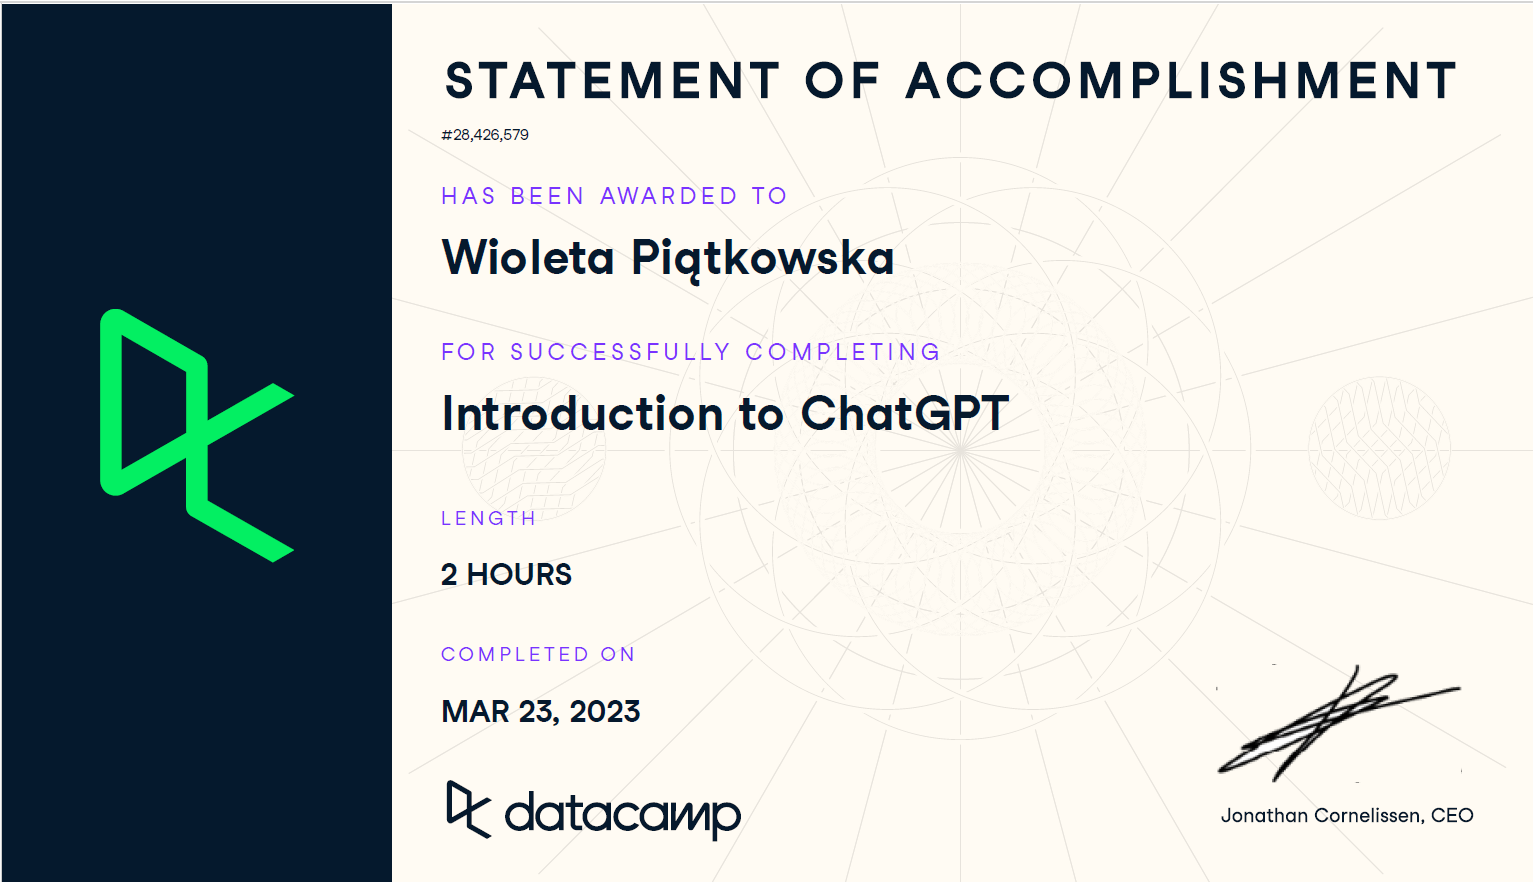 STATEMENT OF ACCOMPLISHMENT
#28,426,579
HAS BEEN AWARDED TO
Wioleta Piątkowska
FOR SUCCESSFULLY COMPLETING
Introduction to ChatGPT
LENGTH
2 HOURS
COMPLETED ON
MAR 23, 2023
datacamp
Jonathan Cornelissen, CEO